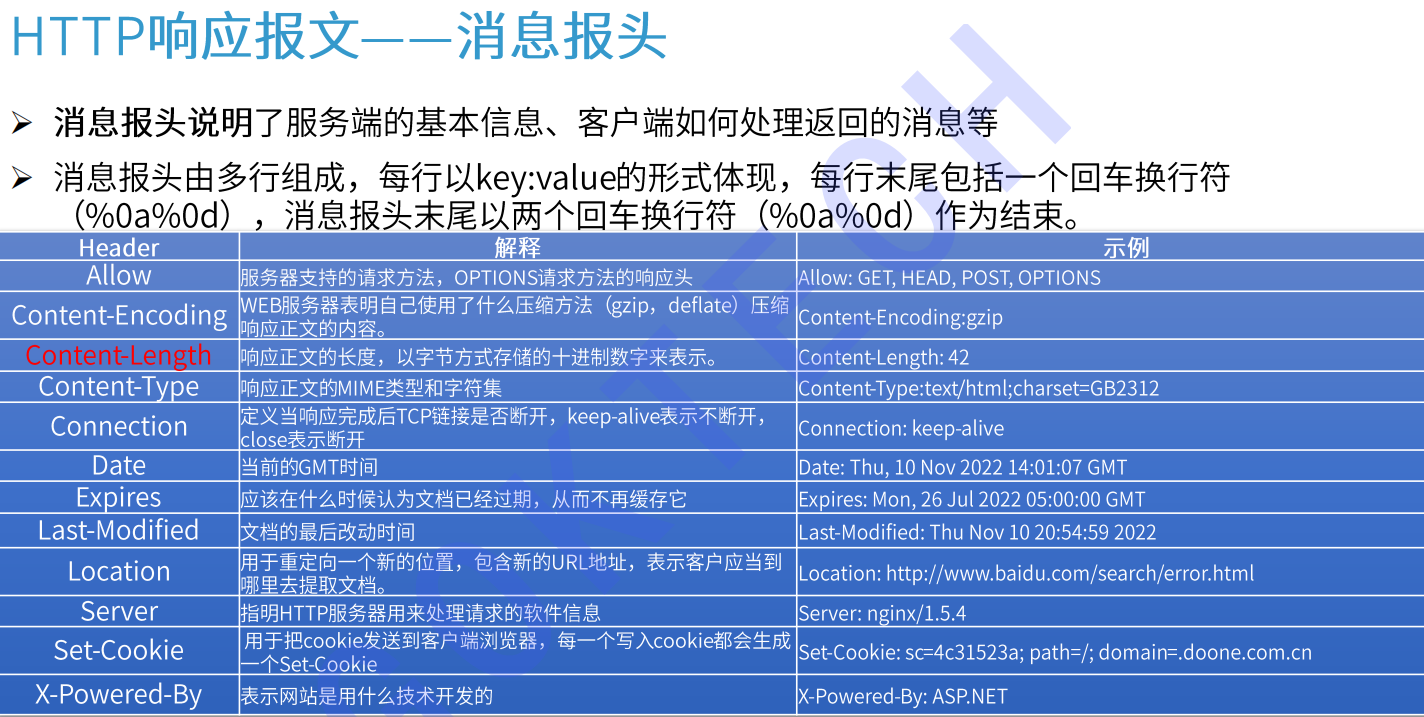 HTTP响应报文——消息报头
➢ 消息报头说明了服务端的基本信息、客户端如何处理返回的消息等
➢ 消息报头由多行组成，每行以key:value的形式体现，每行末尾包括一个回车换行符
（%0a%0d），消息报头末尾以两个回车换行符（%0a%0d）作为结束。
Header 解释 示例
Allow 服务器支持的请求方法，OPTIONS请求方法的响应头 Allow: GET, HEAD, POST, OPTIONS
Content-Encoding
WEB服务器表明自己使用了什么压缩方法（gzip，deflate）压缩
响应正文的内容。
Content-Encoding:gzip
Content-Length 响应正文的长度，以字节方式存储的十进制数字来表示。 Content-Length: 42
Content-Type 响应正文的MIME类型和字符集 Content-Type:text/html;charset=GB2312
Connection
定义当响应完成后TCP链接是否断开，keep-alive表示不断开，
close表示断开
Connection: keep-alive
Date 当前的GMT时间 Date: Thu, 10 Nov 2022 14:01:07 GMT
Expires 应该在什么时候认为文档已经过期，从而不再缓存它 Expires: Mon, 26 Jul 2022 05:00:00 GMT
Last-Modified 文档的最后改动时间 Last-Modified: Thu Nov 10 20:54:59 2022
Location
用于重定向一个新的位置，包含新的URL地址，表示客户应当到
哪里去提取文档。
Location: http://www.baidu.com/search/error.html
Server 指明HTTP服务器用来处理请求的软件信息 Server: nginx/1.5.4
Set-Cookie
用于把cookie发送到客户端浏览器，每一个写入cookie都会生成
一个Set-Cookie
Set-Cookie: sc=4c31523a; path=/; domain=.doone.com.cn
X-Powered-By 表示网站是用什么技术开发的 X-Powered-By: ASP.NET